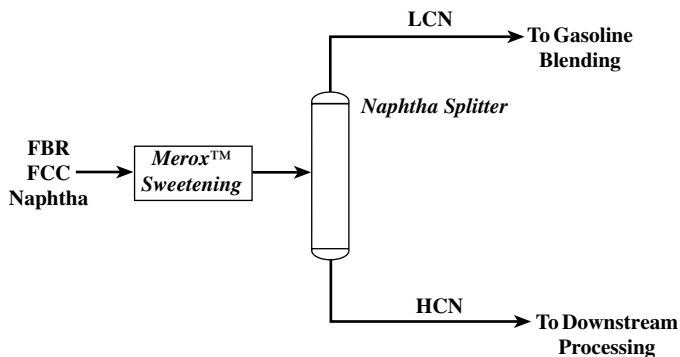 LCN
To Gasoline
Blending
Naphtha Splitter
FBR
FCC
Naphtha
Merox™
Sweetening
HCN
To Downstream
Processing